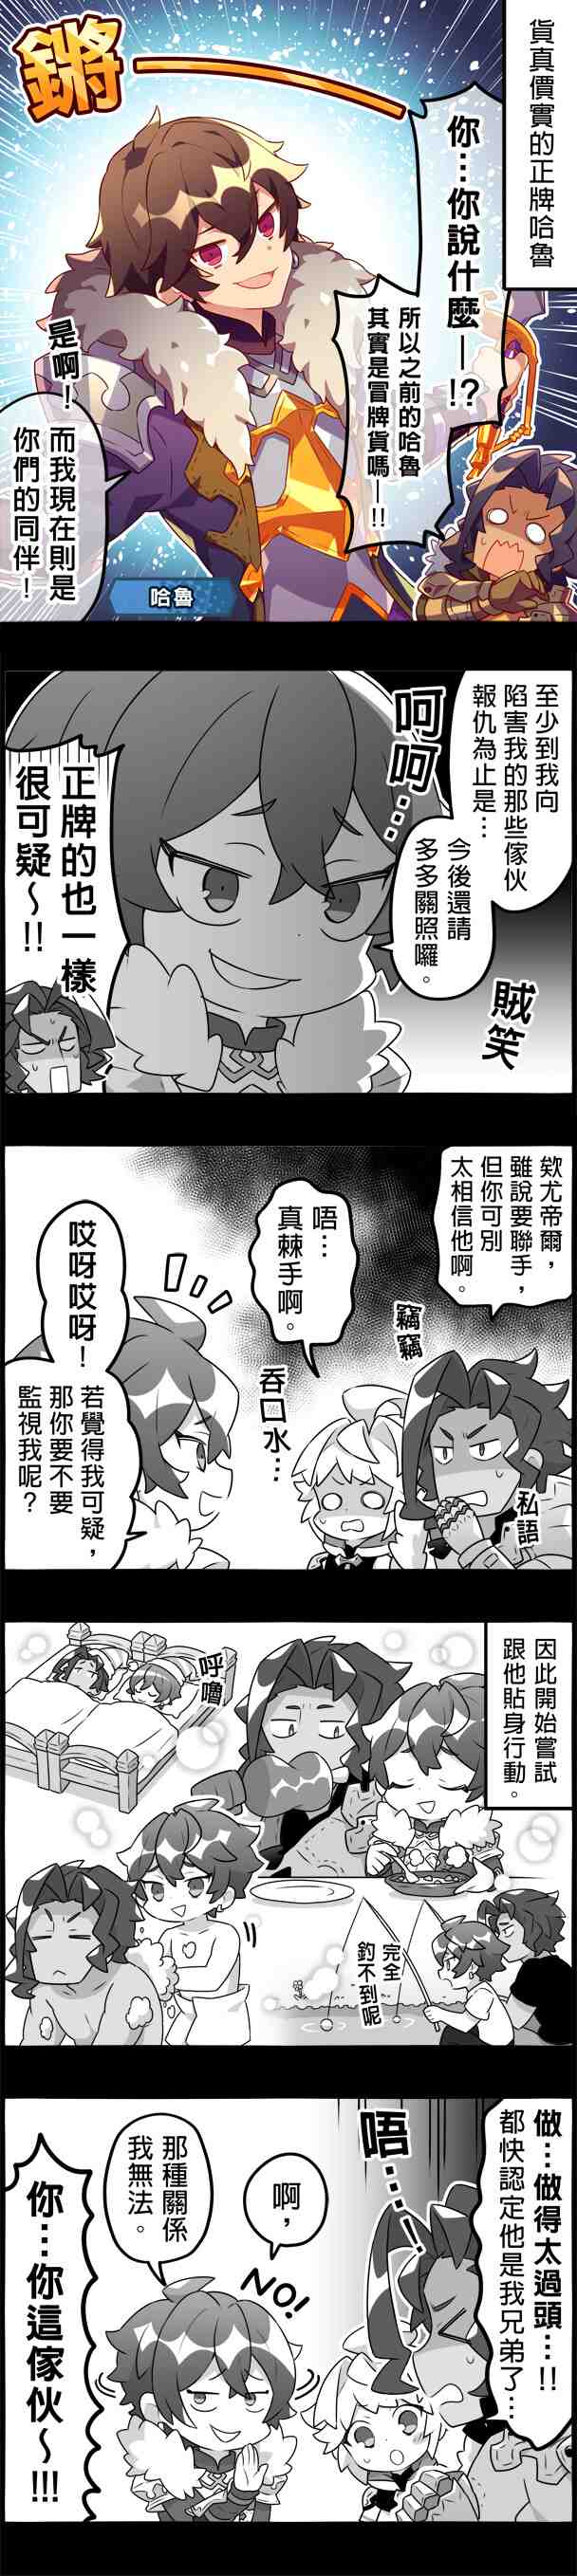 貨真價實的正牌哈魯
鏘
你…你說什麼—!?
所以之前的哈魯
其實是冒牌貨嗎—!!
是啊！
而我現在則是
你們的同伴！
哈魯
至少到我向
陷害我的那些傢伙
報仇為止是…
今後還請
多多關照囉。
呵呵…
賊笑
正牌的也一樣
很可疑～!!
欸尤帝爾，
雖說要聯手，
但你可別
太相信他啊。
竊竊
私語
唔…
真棘手啊。
吞口水…
哎呀哎呀！
若覺得我可疑，
那你要不要
監視我呢？
因此開始嘗試
跟他貼身行動。
呼嚕
完全
釣不到呢
做…做得太過頭…!!
都快認定他是我兄弟了…
唔…！
啊，
那種關係
我無法。
NO!
你…你這傢伙～!!!